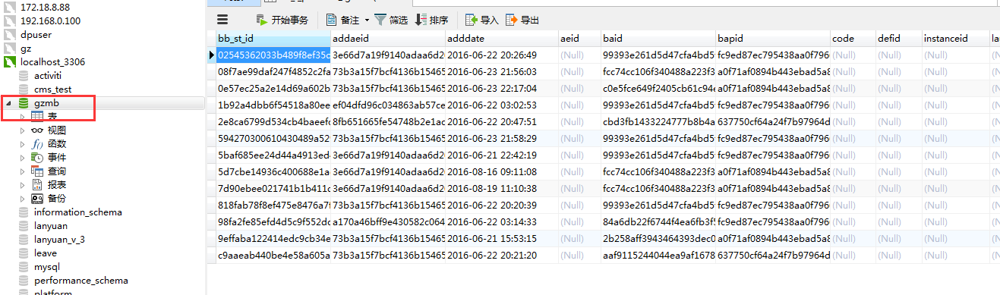 172.18.8.88
192.168.0.100
dpuser
gz
localhost_3306
activiti
cms_test
gzmb
表
视图
函数
事件
查询
报表
备份
information_schema
lanyuan
lanyuan_v_3
leave
mysql
performance_schema
platform
开始事务 备注 筛选 排序 导入 导出
bb_st_id addaeid adddate aeid baid bapid code defid instanceid
02545362033b489f8ef35c 3e66d7a19f9140adaa6d2 2016-06-22 20:26:49 (Null) 99393e261d5d47cfa4bd5 fc9ed87ec795438aa0f796 (Null) (Null) (Null)
08f7ae99daf247f4852c2fa 73b3a15f7bcf4136b15465 2016-06-23 21:56:03 (Null) fcc74cc106f340488a223f3 a0f71af0894b443ebad5a8 (Null) (Null) (Null)
0e57ec25a2e14d69a602b 73b3a15f7bcf4136b15465 2016-06-23 22:17:04 (Null) c0e5fce649f2405cb61c94 a0f71af0894b443ebad5a8 (Null) (Null) (Null)
1b92a4dbb6f54518a80eee ef04dfd96c034863ab57ce 2016-06-22 03:02:53 (Null) 99393e261d5d47cfa4bd5 fc9ed87ec795438aa0f796 (Null) (Null) (Null)
2e8ca6799d534cb4baeef 8fb651665fe54748b2e1ac 2016-06-22 20:47:51 (Null) cbd3fb1433224777b8b4a 637750cf64a24f7b97964d (Null) (Null) (Null)
594270300610430489a52 73b3a15f7bcf4136b15465 2016-06-23 21:58:29 (Null) 99393e261d5d47cfa4bd5 fc9ed87ec795438aa0f796 (Null) (Null) (Null)
5baf685ee24d44a4913ed 3e66d7a19f9140adaa6d2 2016-06-21 22:42:19 (Null) 99393e261d5d47cfa4bd5 fc9ed87ec795438aa0f796 (Null) (Null) (Null)
5d7cbe14936c400688e1a 3e66d7a19f9140adaa6d2 2016-08-16 09:11:08 (Null) fcc74cc106f340488a223f3 a0f71af0894b443ebad5a8 (Null) (Null) (Null)
7d90ebee021741b1b411c 3e66d7a19f9140adaa6d2 2016-08-19 11:10:38 (Null) fcc74cc106f340488a223f3 a0f71af0894b443ebad5a8 (Null) (Null) (Null)
818fab78f8ef475e8476a7 73b3a15f7bcf4136b15465 2016-06-22 20:20:39 (Null) 99393e261d5d47cfa4bd5 fc9ed87ec795438aa0f796 (Null) (Null) (Null)
98fa2fe85efd4d5c9f552dc a170a46bff9e430582c064 2016-06-22 03:14:33 (Null) 84a6db22f6744f4ea6fb3f fc9ed87ec795438aa0f796 (Null) (Null) (Null)
9effaba122414edc9cb34e 73b3a15f7bcf4136b15465 2016-06-21 15:53:15 (Null) 2b258aff3943464393dec0 a0f71af0894b443ebad5a8 (Null) (Null) (Null)
c9aaeab440be4e58a605a 73b3a15f7bcf4136b15465 2016-06-22 20:21:20 (Null) aaf9115244044ea9af1678 637750cf64a24f7b97964d (Null) (Null) (Null)